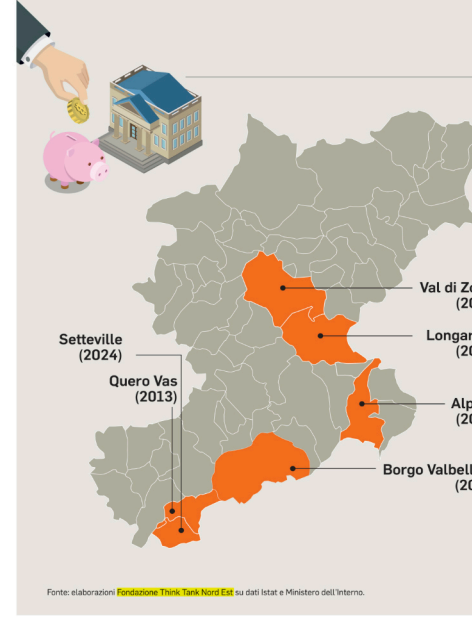 Val di Zo
(20
Longar
(20
Setteville
(2024)
Quero Vas
(2013)
Alp
(20
Borgo Valbell
(20
Fonte: elaborazioni Fondazione Think Tank Nord Est su dati Istat e Ministero dell'Interno.